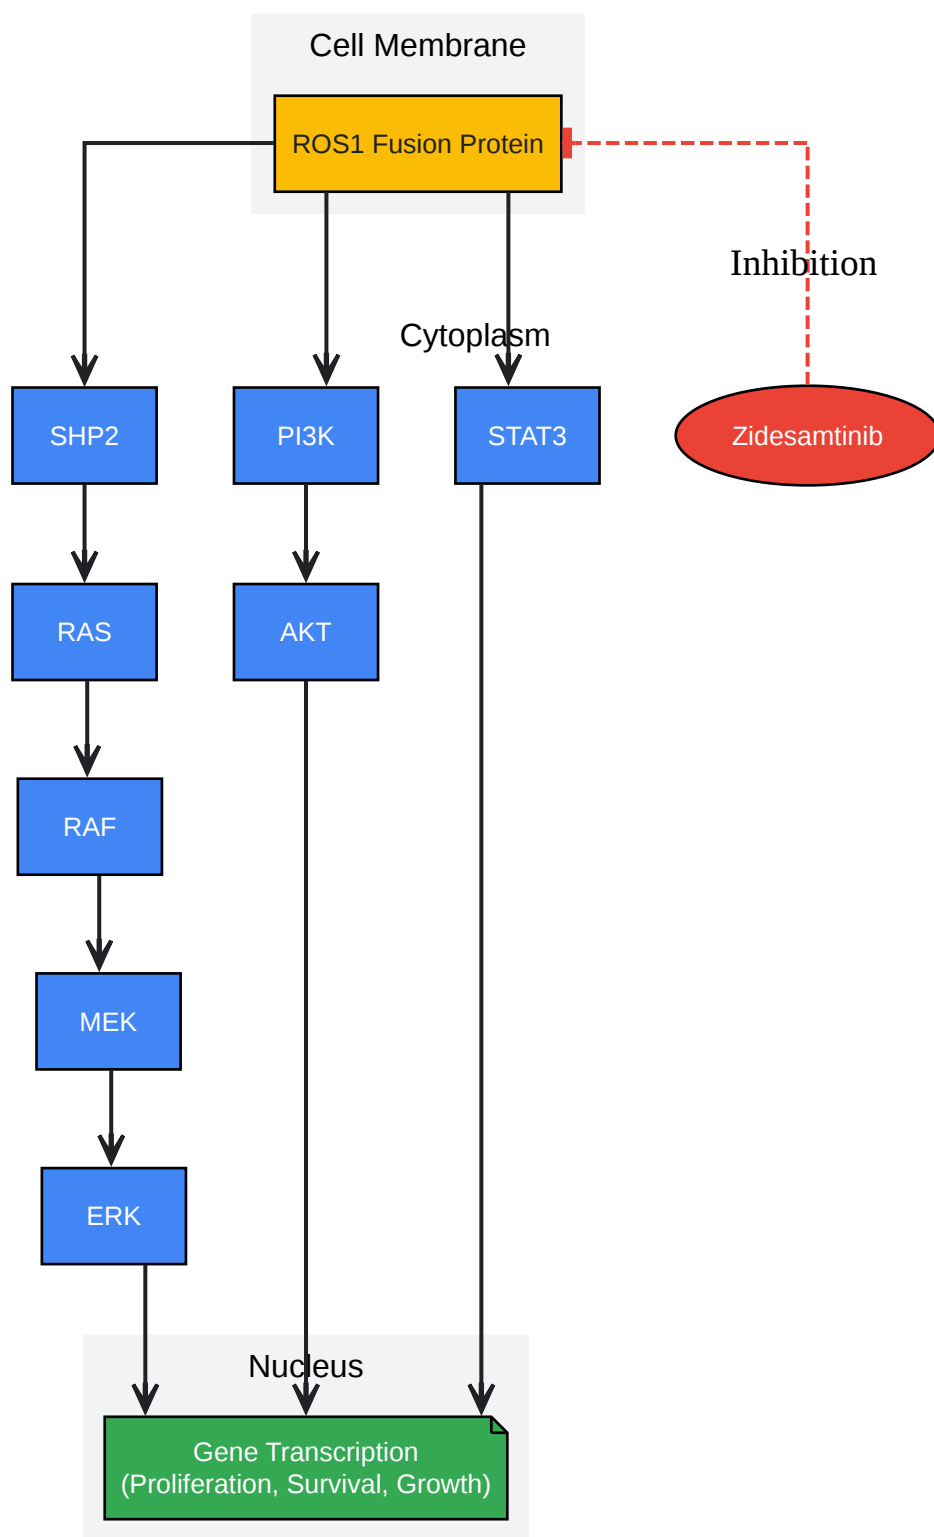 Cell Membrane
ROS1 Fusion Protein
Inhibition
Cytoplasm
SHP2
PI3K
STAT3
Zidesamtinib
RAS
AKT
RAF
MEK
ERK
Nucleus
Gene Transcription
(Proliferation, Survival, Growth)